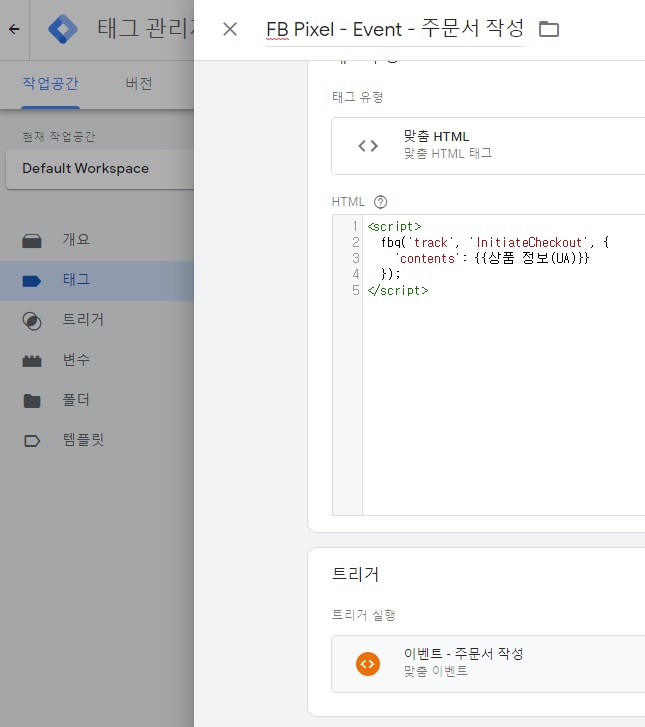 태그 관리자
FB Pixel - Event - 주문서 작성
작업공간
버전
현재 작업공간
Default Workspace
개요
태그
트리거
변수
폴더
템플릿
태그 유형
맞춤 HTML
맞춤 HTML 태그
HTML
1 <script>
2 fbq('track', 'InitiateCheckout', {
3 'contents': {{상품 정보(UA)}}
4 });
5 </script>
트리거
트리거 실행
이벤트 - 주문서 작성
맞춤 이벤트